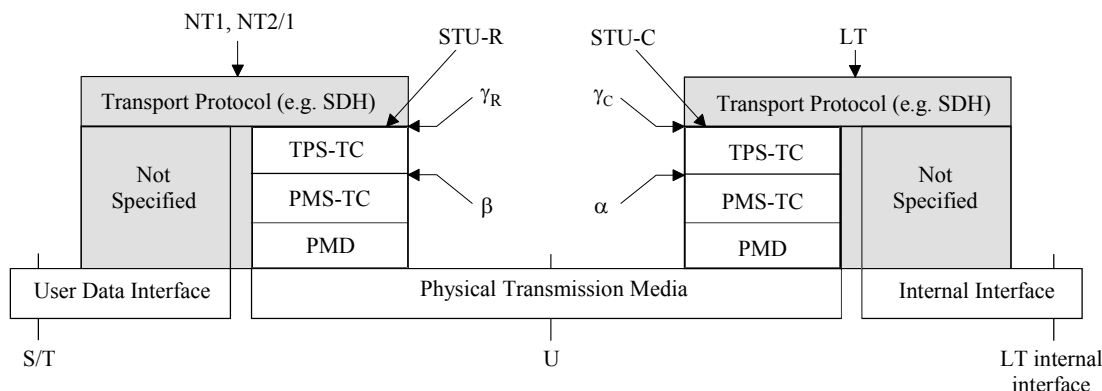 NT1, NT2/1
STU-R
STU-C
LT
Transport Protocol (e.g. SDH)
γR
γC
Transport Protocol (e.g. SDH)
Not
Specified
TPS-TC
PMS-TC
PMD
β
α
TPS-TC
PMS-TC
PMD
Not
Specified
User Data Interface
Physical Transmission Media
Internal Interface
S/T
U
LT internal
interface